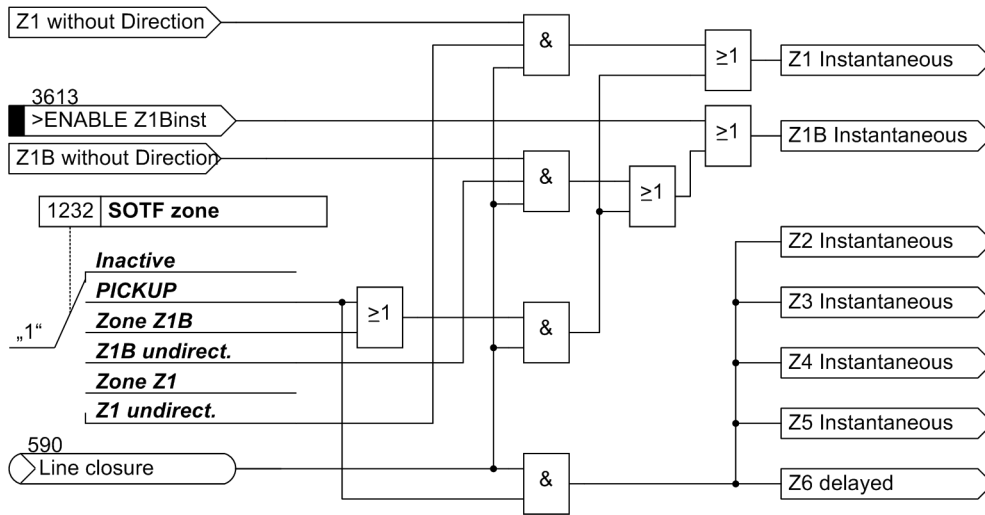 Z1 without Direction
&
≥1
Z1 Instantaneous
3613
>ENABLE Z1Binst
≥1
Z1B Instantaneous
Z1B without Direction
&
≥1
1232 SOTF zone
Z2 Instantaneous
Inactive
PICKUP
≥1
Z3 Instantaneous
Zone Z1B
&
„1“
Z1B undirect.
Z4 Instantaneous
Zone Z1
Z1 undirect.
Z5 Instantaneous
590
Line closure
&
Z6 delayed